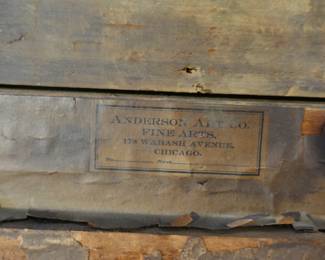 ANDERSON ART CO.
FINE ARTS,
178 WABASH AVENUE,
CHICAGO.